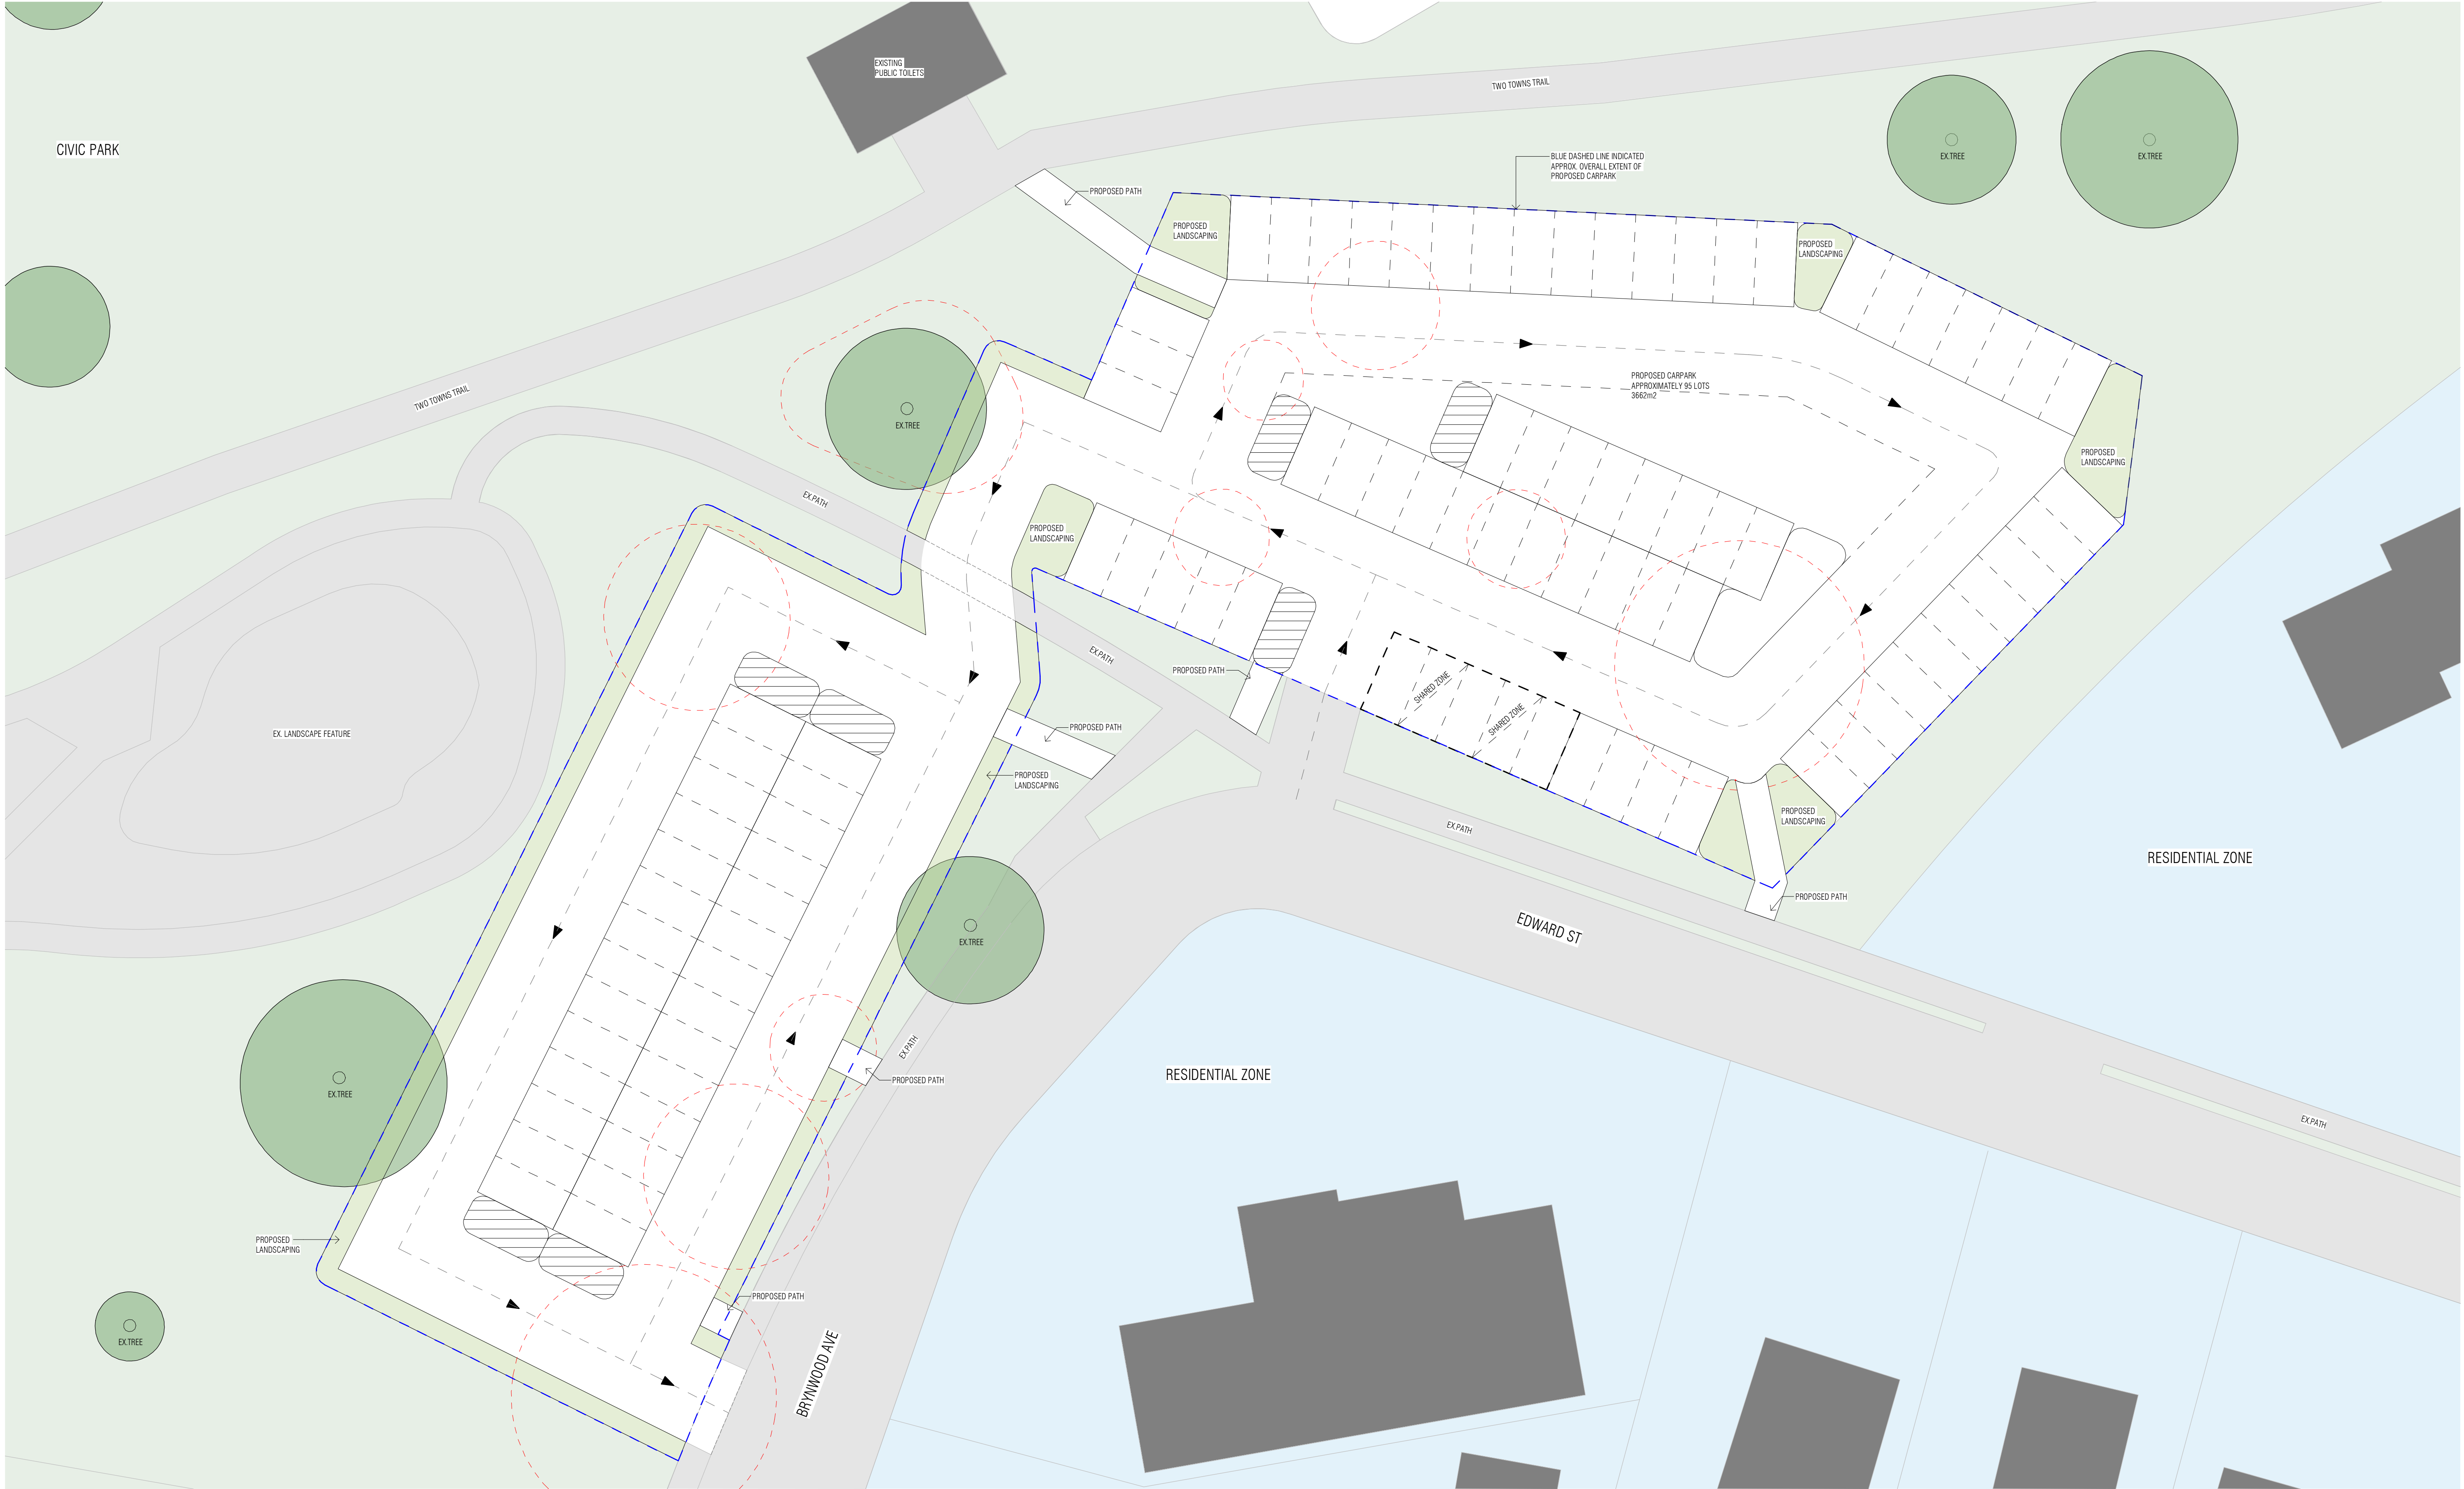 EXISTING
PUBLIC TOILETS
TWO TOWNS TRAIL
CIVIC PARK
EX.TREE
EX.TREE
BLUE DASHED LINE INDICATED
APPROX. OVERALL EXTENT OF
PROPOSED CARPARK
PROPOSED PATH
PROPOSED
LANDSCAPING
PROPOSED
LANDSCAPING
PROPOSED CARPARK
APPROXIMATELY 95 LOTS
3662m2
TWO TOWNS TRAIL
EX.TREE
PROPOSED
LANDSCAPING
EX.PATH
PROPOSED
LANDSCAPING
EX.PATH
PROPOSED PATH
SHARED ZONE
SHARED ZONE
EX. LANDSCAPE FEATURE
PROPOSED PATH
PROPOSED
LANDSCAPING
PROPOSED
LANDSCAPING
EX.PATH
RESIDENTIAL ZONE
PROPOSED PATH
EDWARD ST
EX.TREE
EX.PATH
RESIDENTIAL ZONE
PROPOSED PATH
EX.TREE
EX.PATH
PROPOSED
LANDSCAPING
PROPOSED PATH
EX.TREE
BRYNWOOD AVE